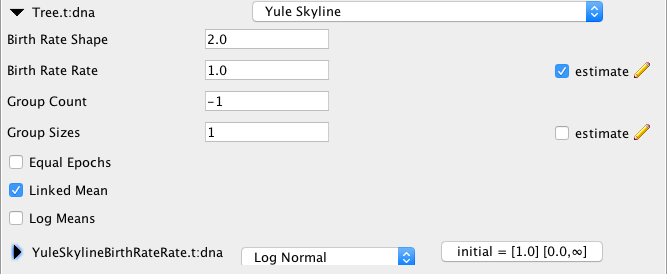 Tree.t:dna Yule Skyline
Birth Rate Shape 2.0
Birth Rate Rate 1.0 estimate
Group Count -1
Group Sizes 1 estimate
Equal Epochs
Linked Mean
Log Means
YuleSkylineBirthRateRate.t:dna Log Normal initial = [1.0] [0.0,∞]